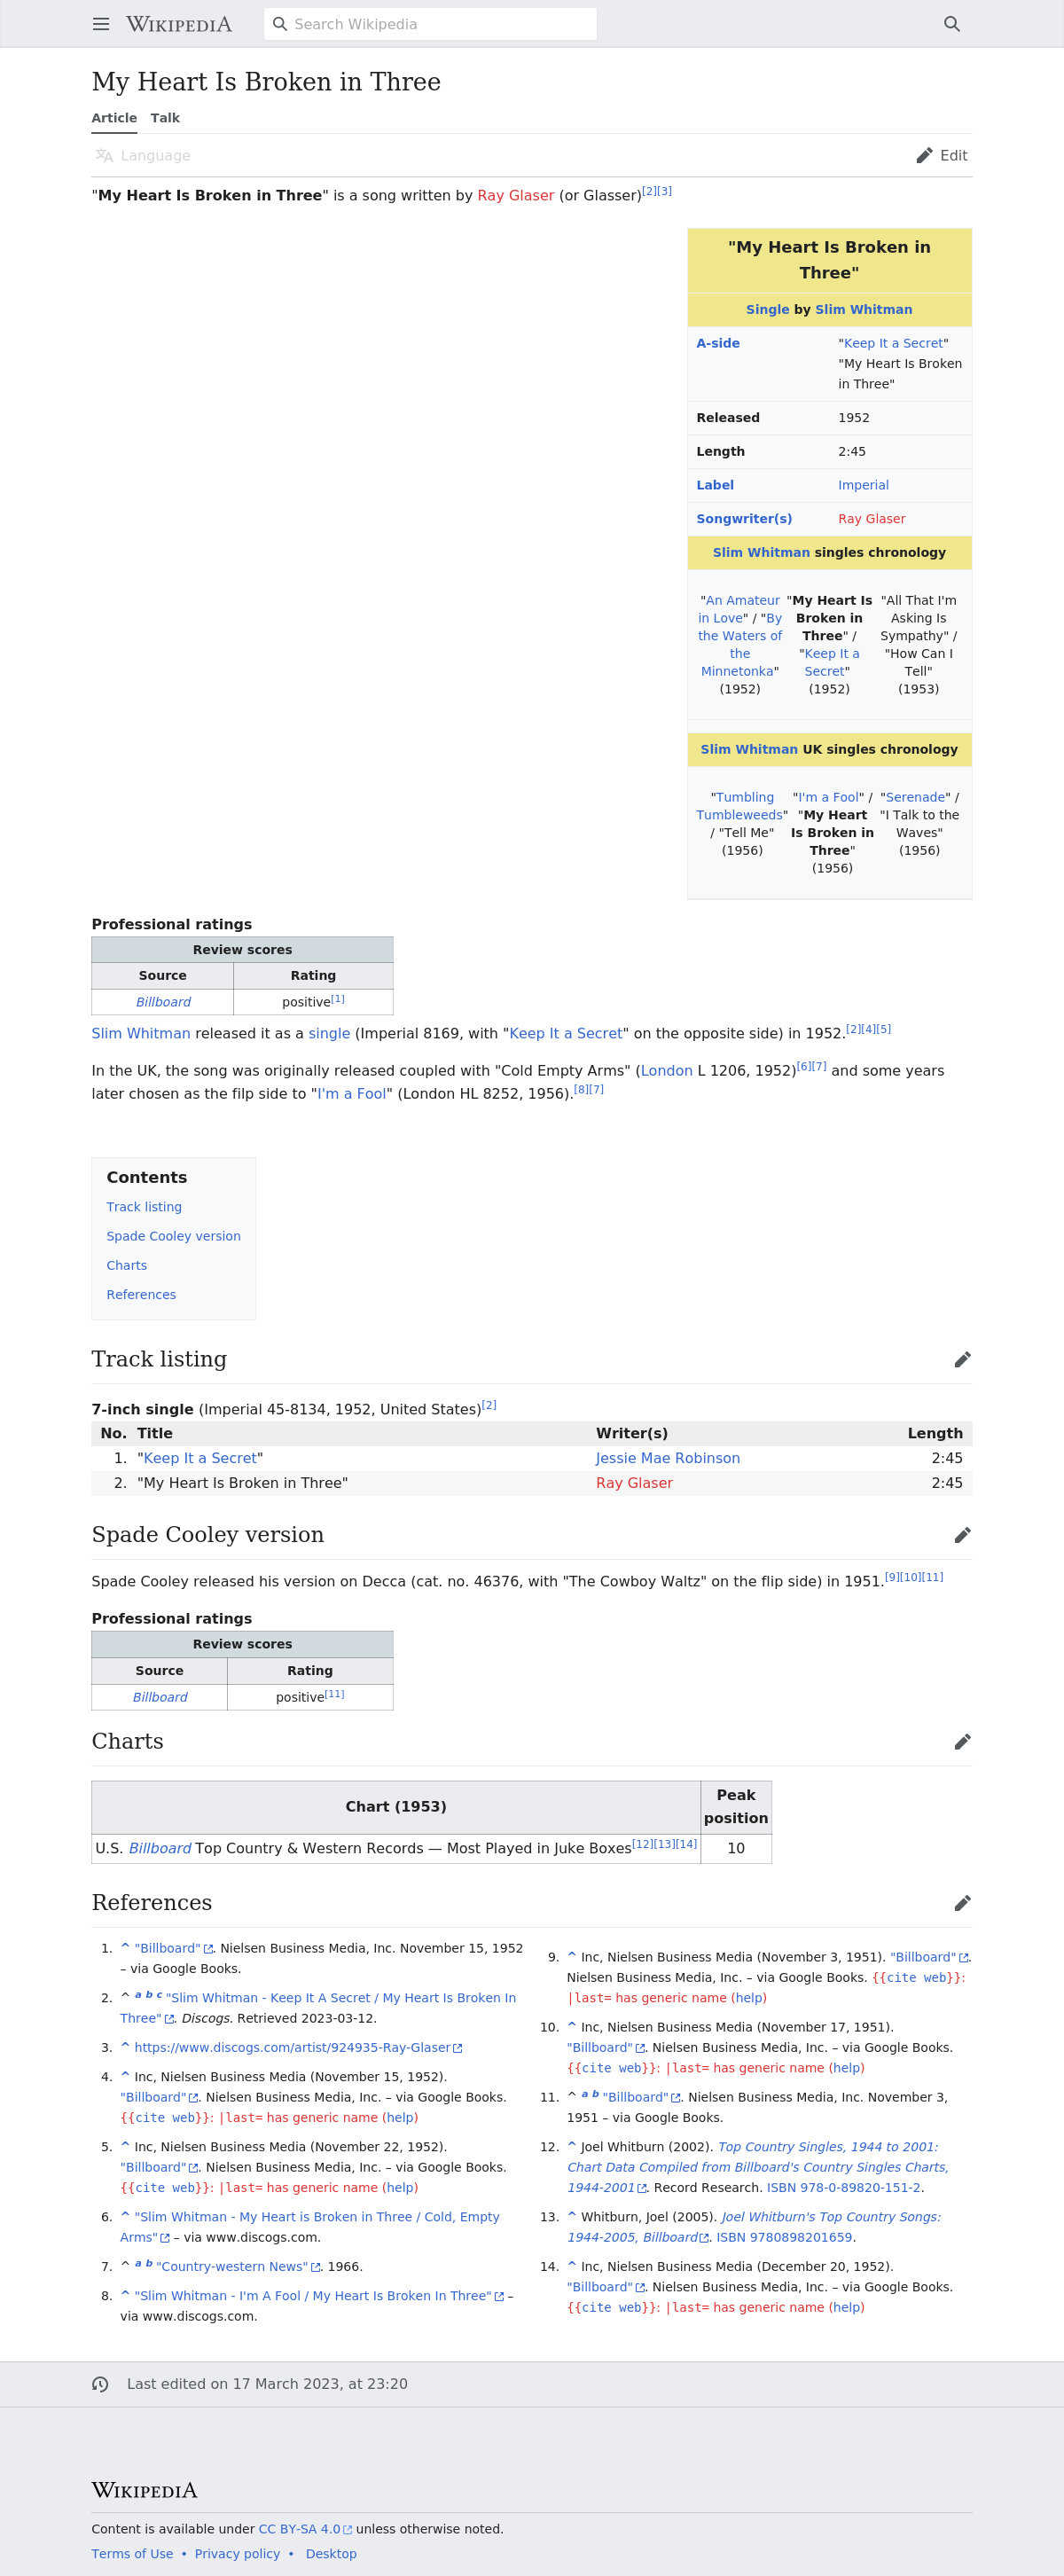 WIKIPEDIA
Search Wikipedia
My Heart Is Broken in Three
Article Talk
Language
Edit
"My Heart Is Broken in Three" is a song written by Ray Glaser (or Glasser)[2][3]
"My Heart Is Broken in
Three"
Single by Slim Whitman
A-side "Keep It a Secret"
"My Heart Is Broken
in Three"
Released 1952
Length 2:45
Label Imperial
Songwriter(s) Ray Glaser
Slim Whitman singles chronology
"An Amateur
in Love" / "By
the Waters of
the
Minnetonka"
(1952)
"My Heart Is
Broken in
Three" /
"Keep It a
Secret"
(1952)
"All That I'm
Asking Is
Sympathy" /
"How Can I
Tell"
(1953)
Slim Whitman UK singles chronology
"Tumbling
Tumbleweeds"
/ "Tell Me"
(1956)
"I'm a Fool" /
"My Heart
Is Broken in
Three"
(1956)
"Serenade" /
"I Talk to the
Waves"
(1956)
Professional ratings
Review scores
Source Rating
Billboard positive[1]
Slim Whitman released it as a single (Imperial 8169, with "Keep It a Secret" on the opposite side) in 1952.[2][4][5]
In the UK, the song was originally released coupled with "Cold Empty Arms" (London L 1206, 1952)[6][7] and some years
later chosen as the filp side to "I'm a Fool" (London HL 8252, 1956).[8][7]
Contents
Track listing
Spade Cooley version
Charts
References
Track listing
7-inch single (Imperial 45-8134, 1952, United States)[2]
No. Title Writer(s) Length
1. "Keep It a Secret" Jessie Mae Robinson 2:45
2. "My Heart Is Broken in Three" Ray Glaser 2:45
Spade Cooley version
Spade Cooley released his version on Decca (cat. no. 46376, with "The Cowboy Waltz" on the flip side) in 1951.[9][10][11]
Professional ratings
Review scores
Source Rating
Billboard positive[11]
Charts
Chart (1953) Peak
position
U.S. Billboard Top Country & Western Records — Most Played in Juke Boxes[12][13][14] 10
References
1. ^ "Billboard". Nielsen Business Media, Inc. November 15, 1952
– via Google Books.
2. ^ a b c "Slim Whitman - Keep It A Secret / My Heart Is Broken In
Three". Discogs. Retrieved 2023-03-12.
3. ^ https://www.discogs.com/artist/924935-Ray-Glaser
4. ^ Inc, Nielsen Business Media (November 15, 1952).
"Billboard". Nielsen Business Media, Inc. – via Google Books.
{{cite web}}: |last= has generic name (help)
5. ^ Inc, Nielsen Business Media (November 22, 1952).
"Billboard". Nielsen Business Media, Inc. – via Google Books.
{{cite web}}: |last= has generic name (help)
6. ^ "Slim Whitman - My Heart is Broken in Three / Cold, Empty
Arms" – via www.discogs.com.
7. ^ a b "Country-western News". 1966.
8. ^ "Slim Whitman - I'm A Fool / My Heart Is Broken In Three" –
via www.discogs.com.
9. ^ Inc, Nielsen Business Media (November 3, 1951). "Billboard".
Nielsen Business Media, Inc. – via Google Books. {{cite web}}:
|last= has generic name (help)
10. ^ Inc, Nielsen Business Media (November 17, 1951).
"Billboard". Nielsen Business Media, Inc. – via Google Books.
{{cite web}}: |last= has generic name (help)
11. ^ a b "Billboard". Nielsen Business Media, Inc. November 3,
1951 – via Google Books.
12. ^ Joel Whitburn (2002). Top Country Singles, 1944 to 2001:
Chart Data Compiled from Billboard's Country Singles Charts,
1944-2001. Record Research. ISBN 978-0-89820-151-2.
13. ^ Whitburn, Joel (2005). Joel Whitburn's Top Country Songs:
1944-2005, Billboard. ISBN 9780898201659.
14. ^ Inc, Nielsen Business Media (December 20, 1952).
"Billboard". Nielsen Business Media, Inc. – via Google Books.
{{cite web}}: |last= has generic name (help)
Last edited on 17 March 2023, at 23:20
WIKIPEDIA
Content is available under CC BY-SA 4.0 unless otherwise noted.
Terms of Use • Privacy policy • Desktop